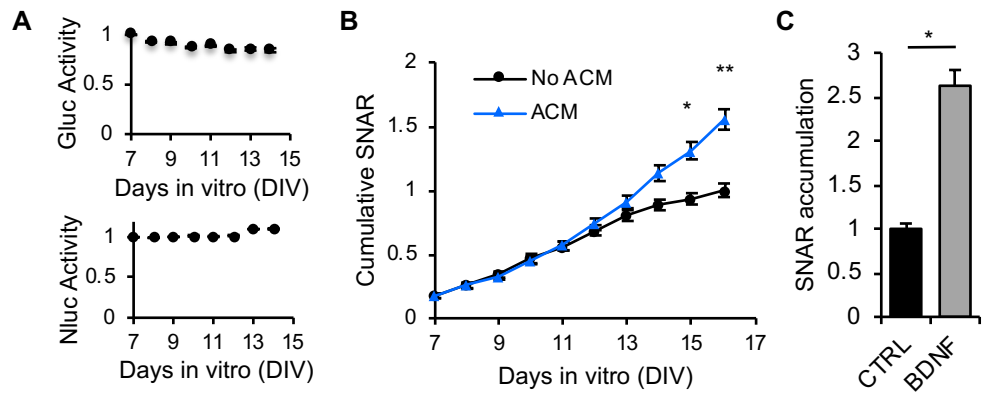 A
Gluc Activity
1
0.5
0
7 9 11 13 15
Days in vitro (DIV)
Nluc Activity
1
0.5
0
7 9 11 13 15
Days in vitro (DIV)
B
Cumulative SNAR
2
1.5
1
0.5
0
No ACM
ACM
*
**
7 9 11 13 15 17
Days in vitro (DIV)
C
SNAR accumulation
3
2.5
2
1.5
1
0.5
0
*
CTRL
BDNF